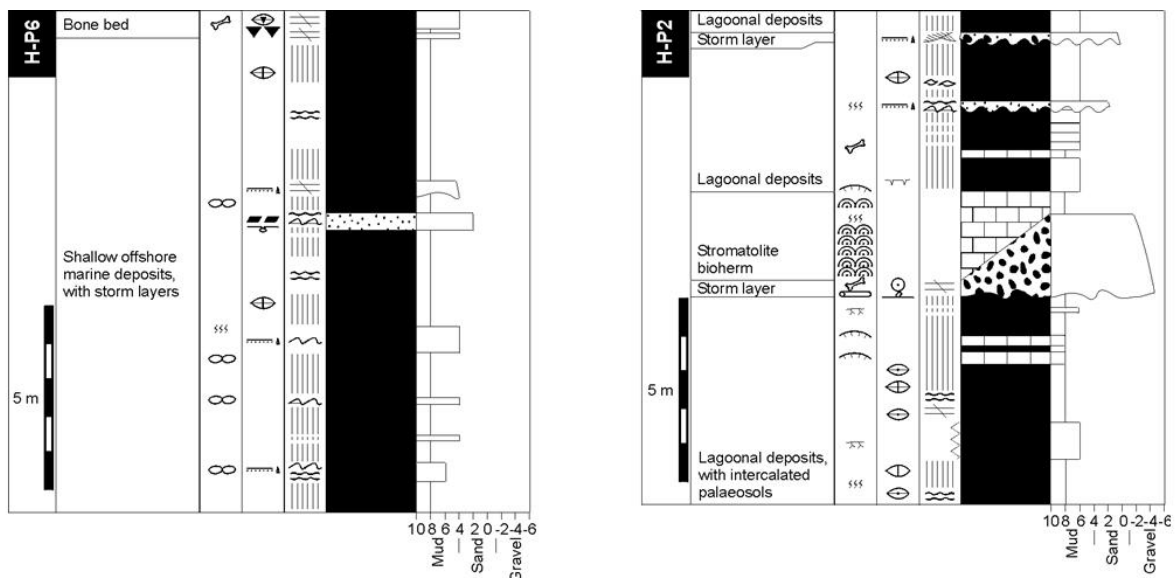 H-P6
Bone bed
Shallow offshore
marine deposits,
with storm layers
5 m
10 8 6 4 2 0 -2 -4 -6
Mud
Sand
Gravel
H-P2
Lagoonal deposits
Storm layer
Lagoonal deposits
Stromatolite
bioherm
Storm layer
5 m
Lagoonal deposits,
with intercalated
palaeosols
10 8 6 4 2 0 -2 -4 -6
Mud
Sand
Gravel